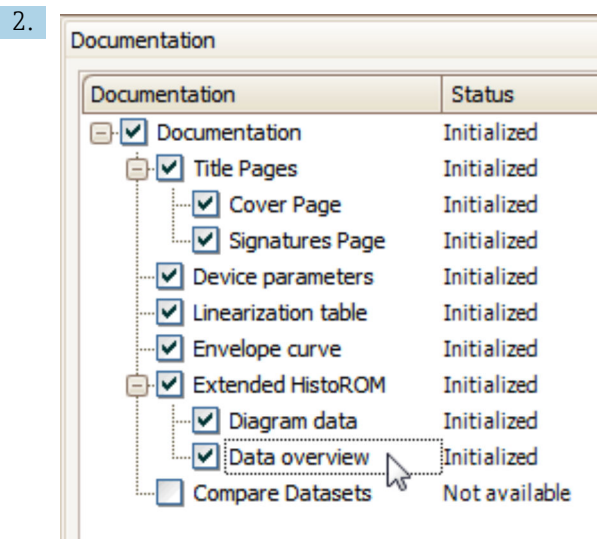 2.
Documentation
Documentation Status
Documentation Initialized
Title Pages Initialized
Cover Page Initialized
Signatures Page Initialized
Device parameters Initialized
Linearization table Initialized
Envelope curve Initialized
Extended HistoROM Initialized
Diagram data Initialized
Data overview Initialized
Compare Datasets Not available